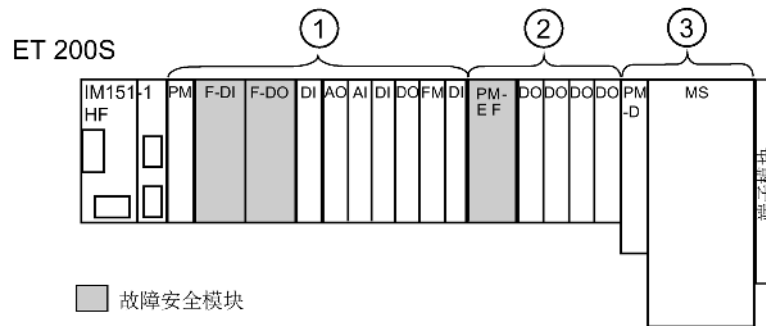 ① ② ③
ET 200S
IM151-1 HF PM F-DI F-DO DI AO AI DI DO FM DI PM-E F DO DO DO DO PM-D MS
故障安全模块